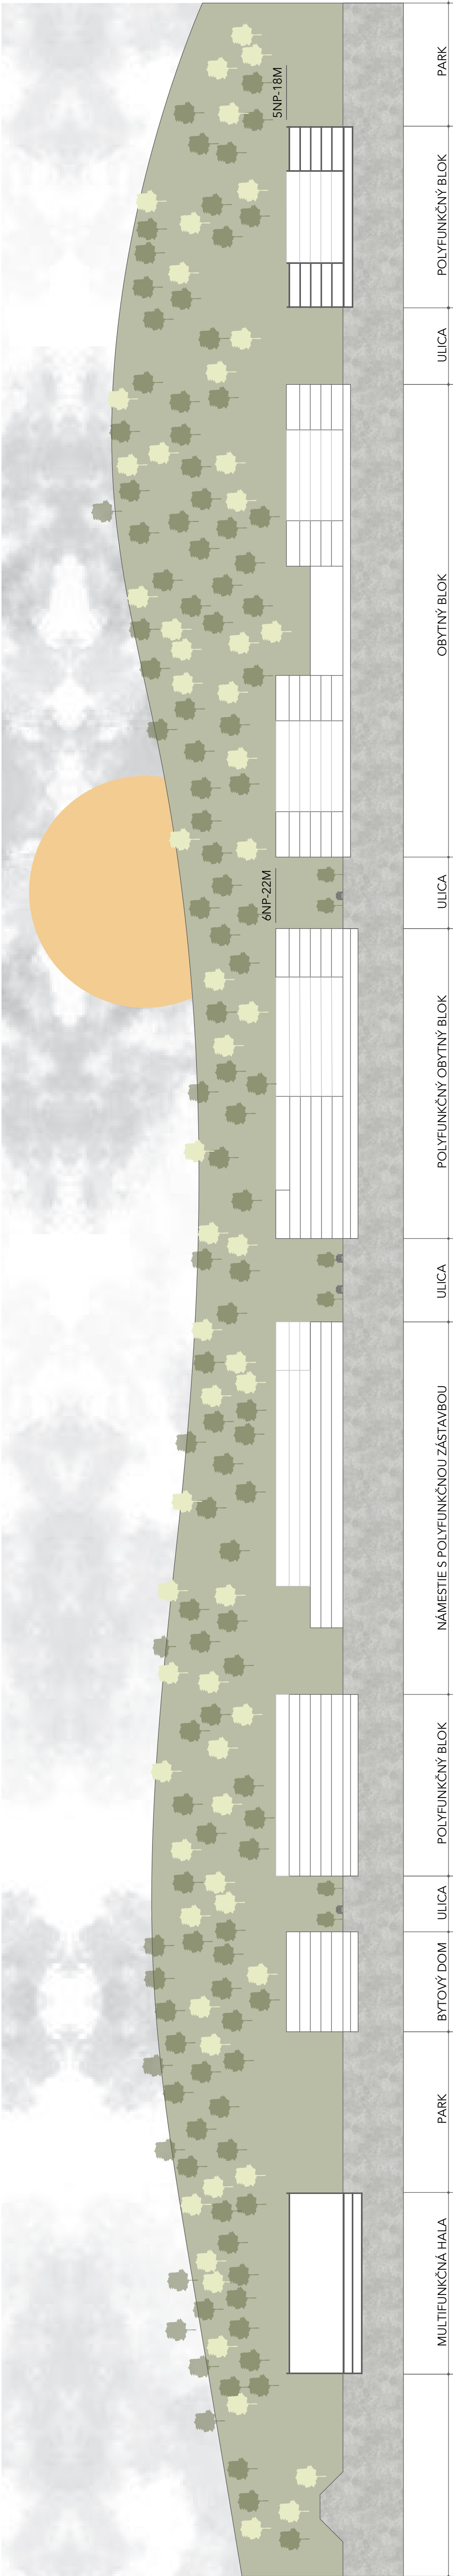 6NP-22M
5NP-18M
MULTIFUNKČNÁ HALA
PARK
BYTOVÝ DOM
ULICA
POLYFUNKČNÝ BLOK
NÁMESTIE S POLYFUNKČNOU ZÁSTAVBOU
ULICA
POLYFUNKČNÝ OBYTNÝ BLOK
ULICA
OBYTNÝ BLOK
ULICA
POLYFUNKČNÝ BLOK
PARK